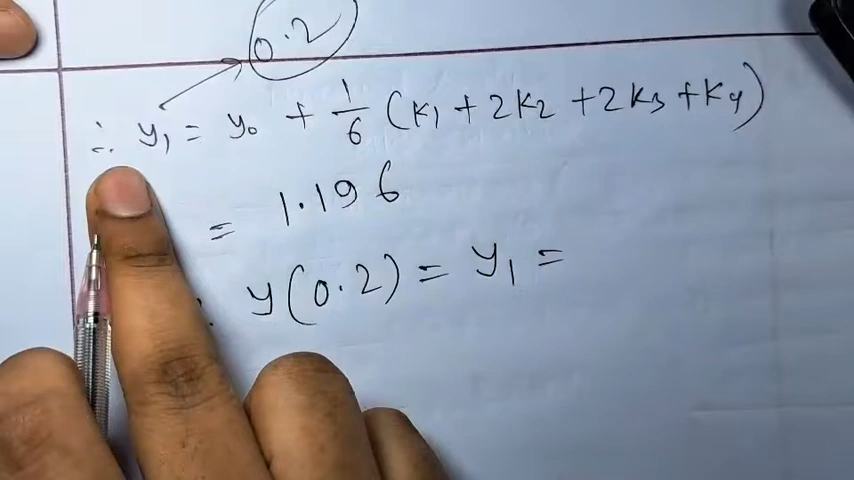 0.2
∴ y₁ = y₀ + 1/6 (K₁ + 2K₂ + 2K₃ + K₄)
= 1.196
y(0.2) = y₁ =